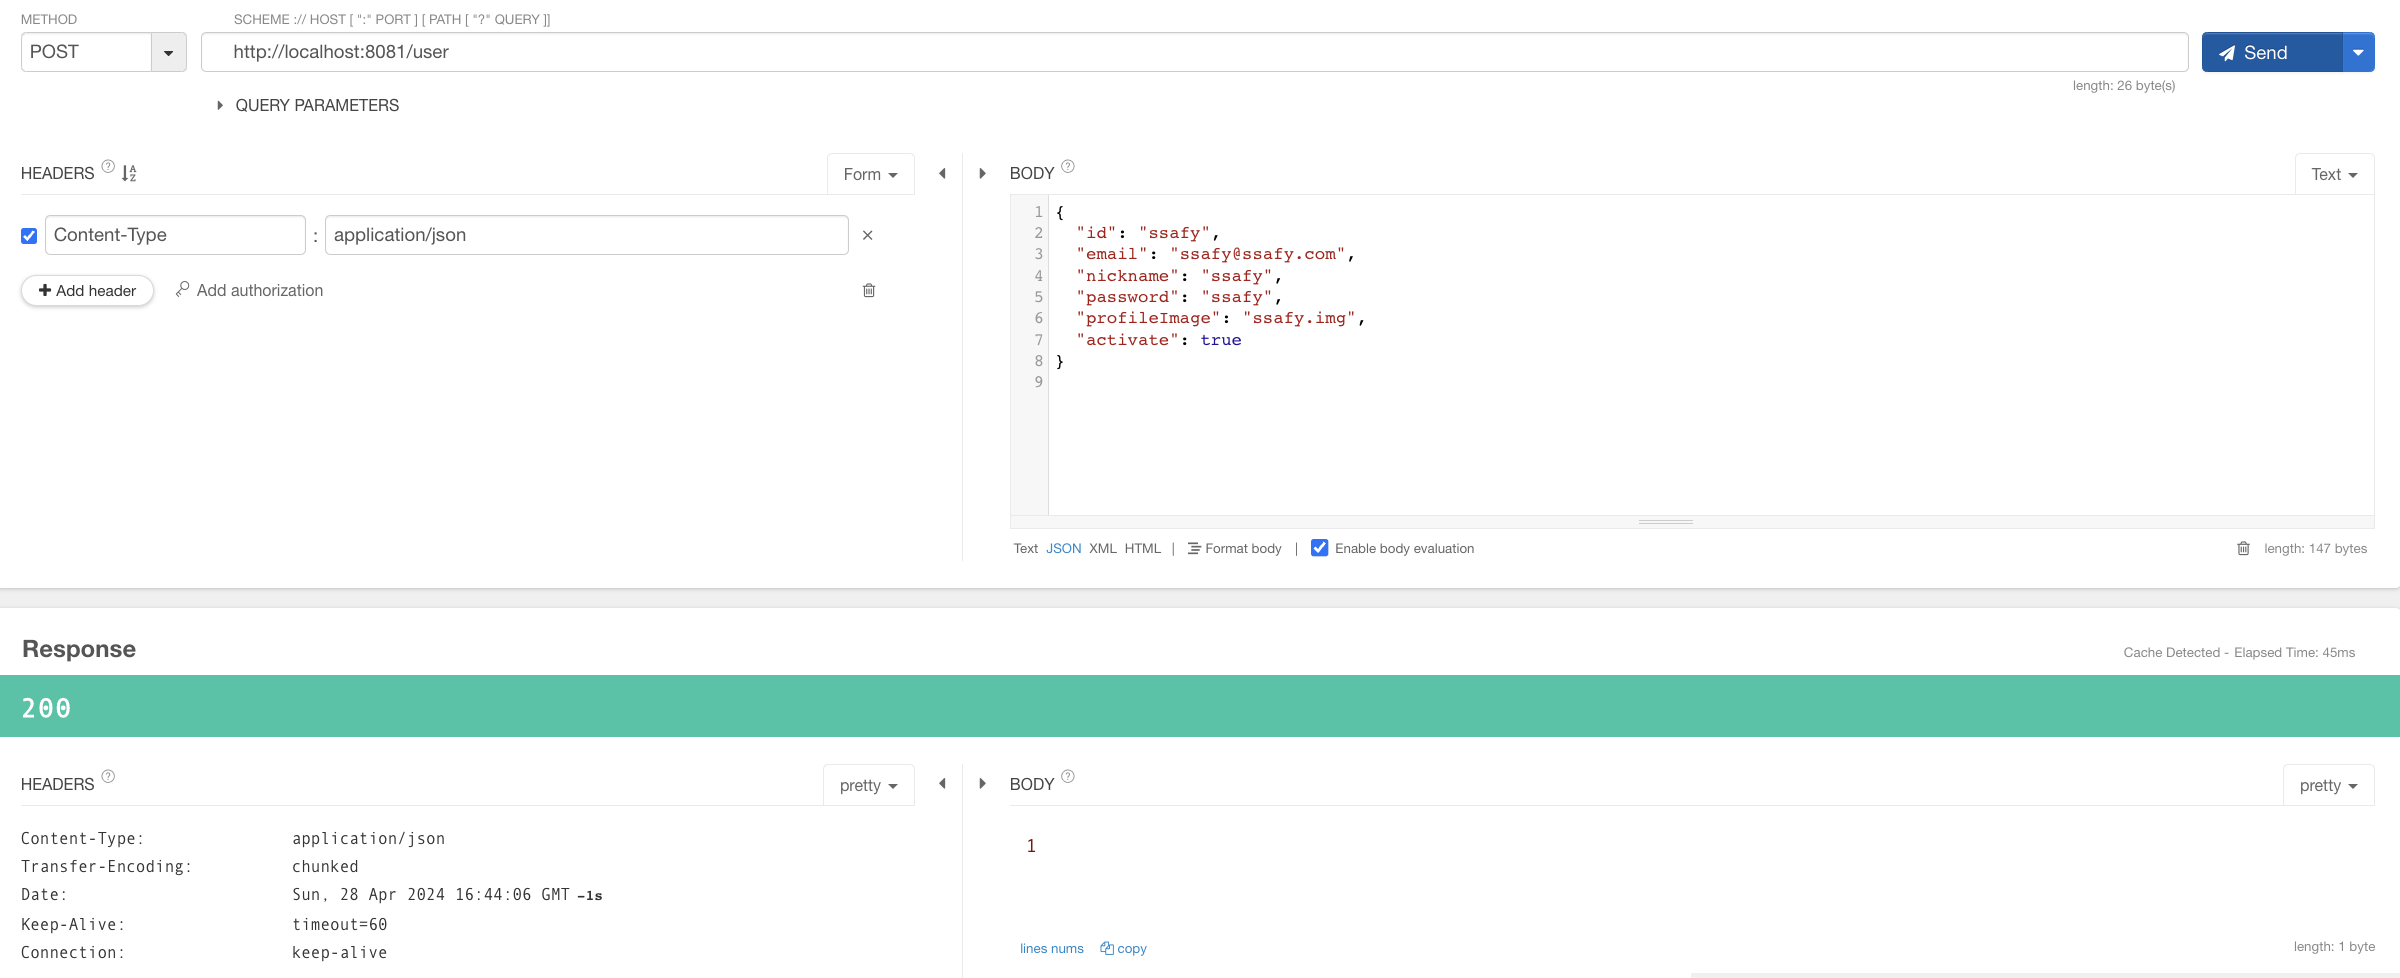 METHOD
SCHEME :// HOST [ ":" PORT ] [ PATH [ "?" QUERY ]]
POST
http://localhost:8081/user
Send
length: 26 byte(s)
QUERY PARAMETERS
HEADERS ?
Form
Content-Type : application/json ×
+ Add header
Add authorization
BODY ?
Text
1 {
2 "id": "ssafy",
3 "email": "ssafy@ssafy.com",
4 "nickname": "ssafy",
5 "password": "ssafy",
6 "profileImage": "ssafy.img",
7 "activate": true
8 }
9
Text JSON XML HTML | Format body | Enable body evaluation
length: 147 bytes
Response
Cache Detected - Elapsed Time: 45ms
200
HEADERS ?
pretty
Content-Type: application/json
Transfer-Encoding: chunked
Date: Sun, 28 Apr 2024 16:44:06 GMT -1s
Keep-Alive: timeout=60
Connection: keep-alive
BODY ?
pretty
1
lines nums copy
length: 1 byte